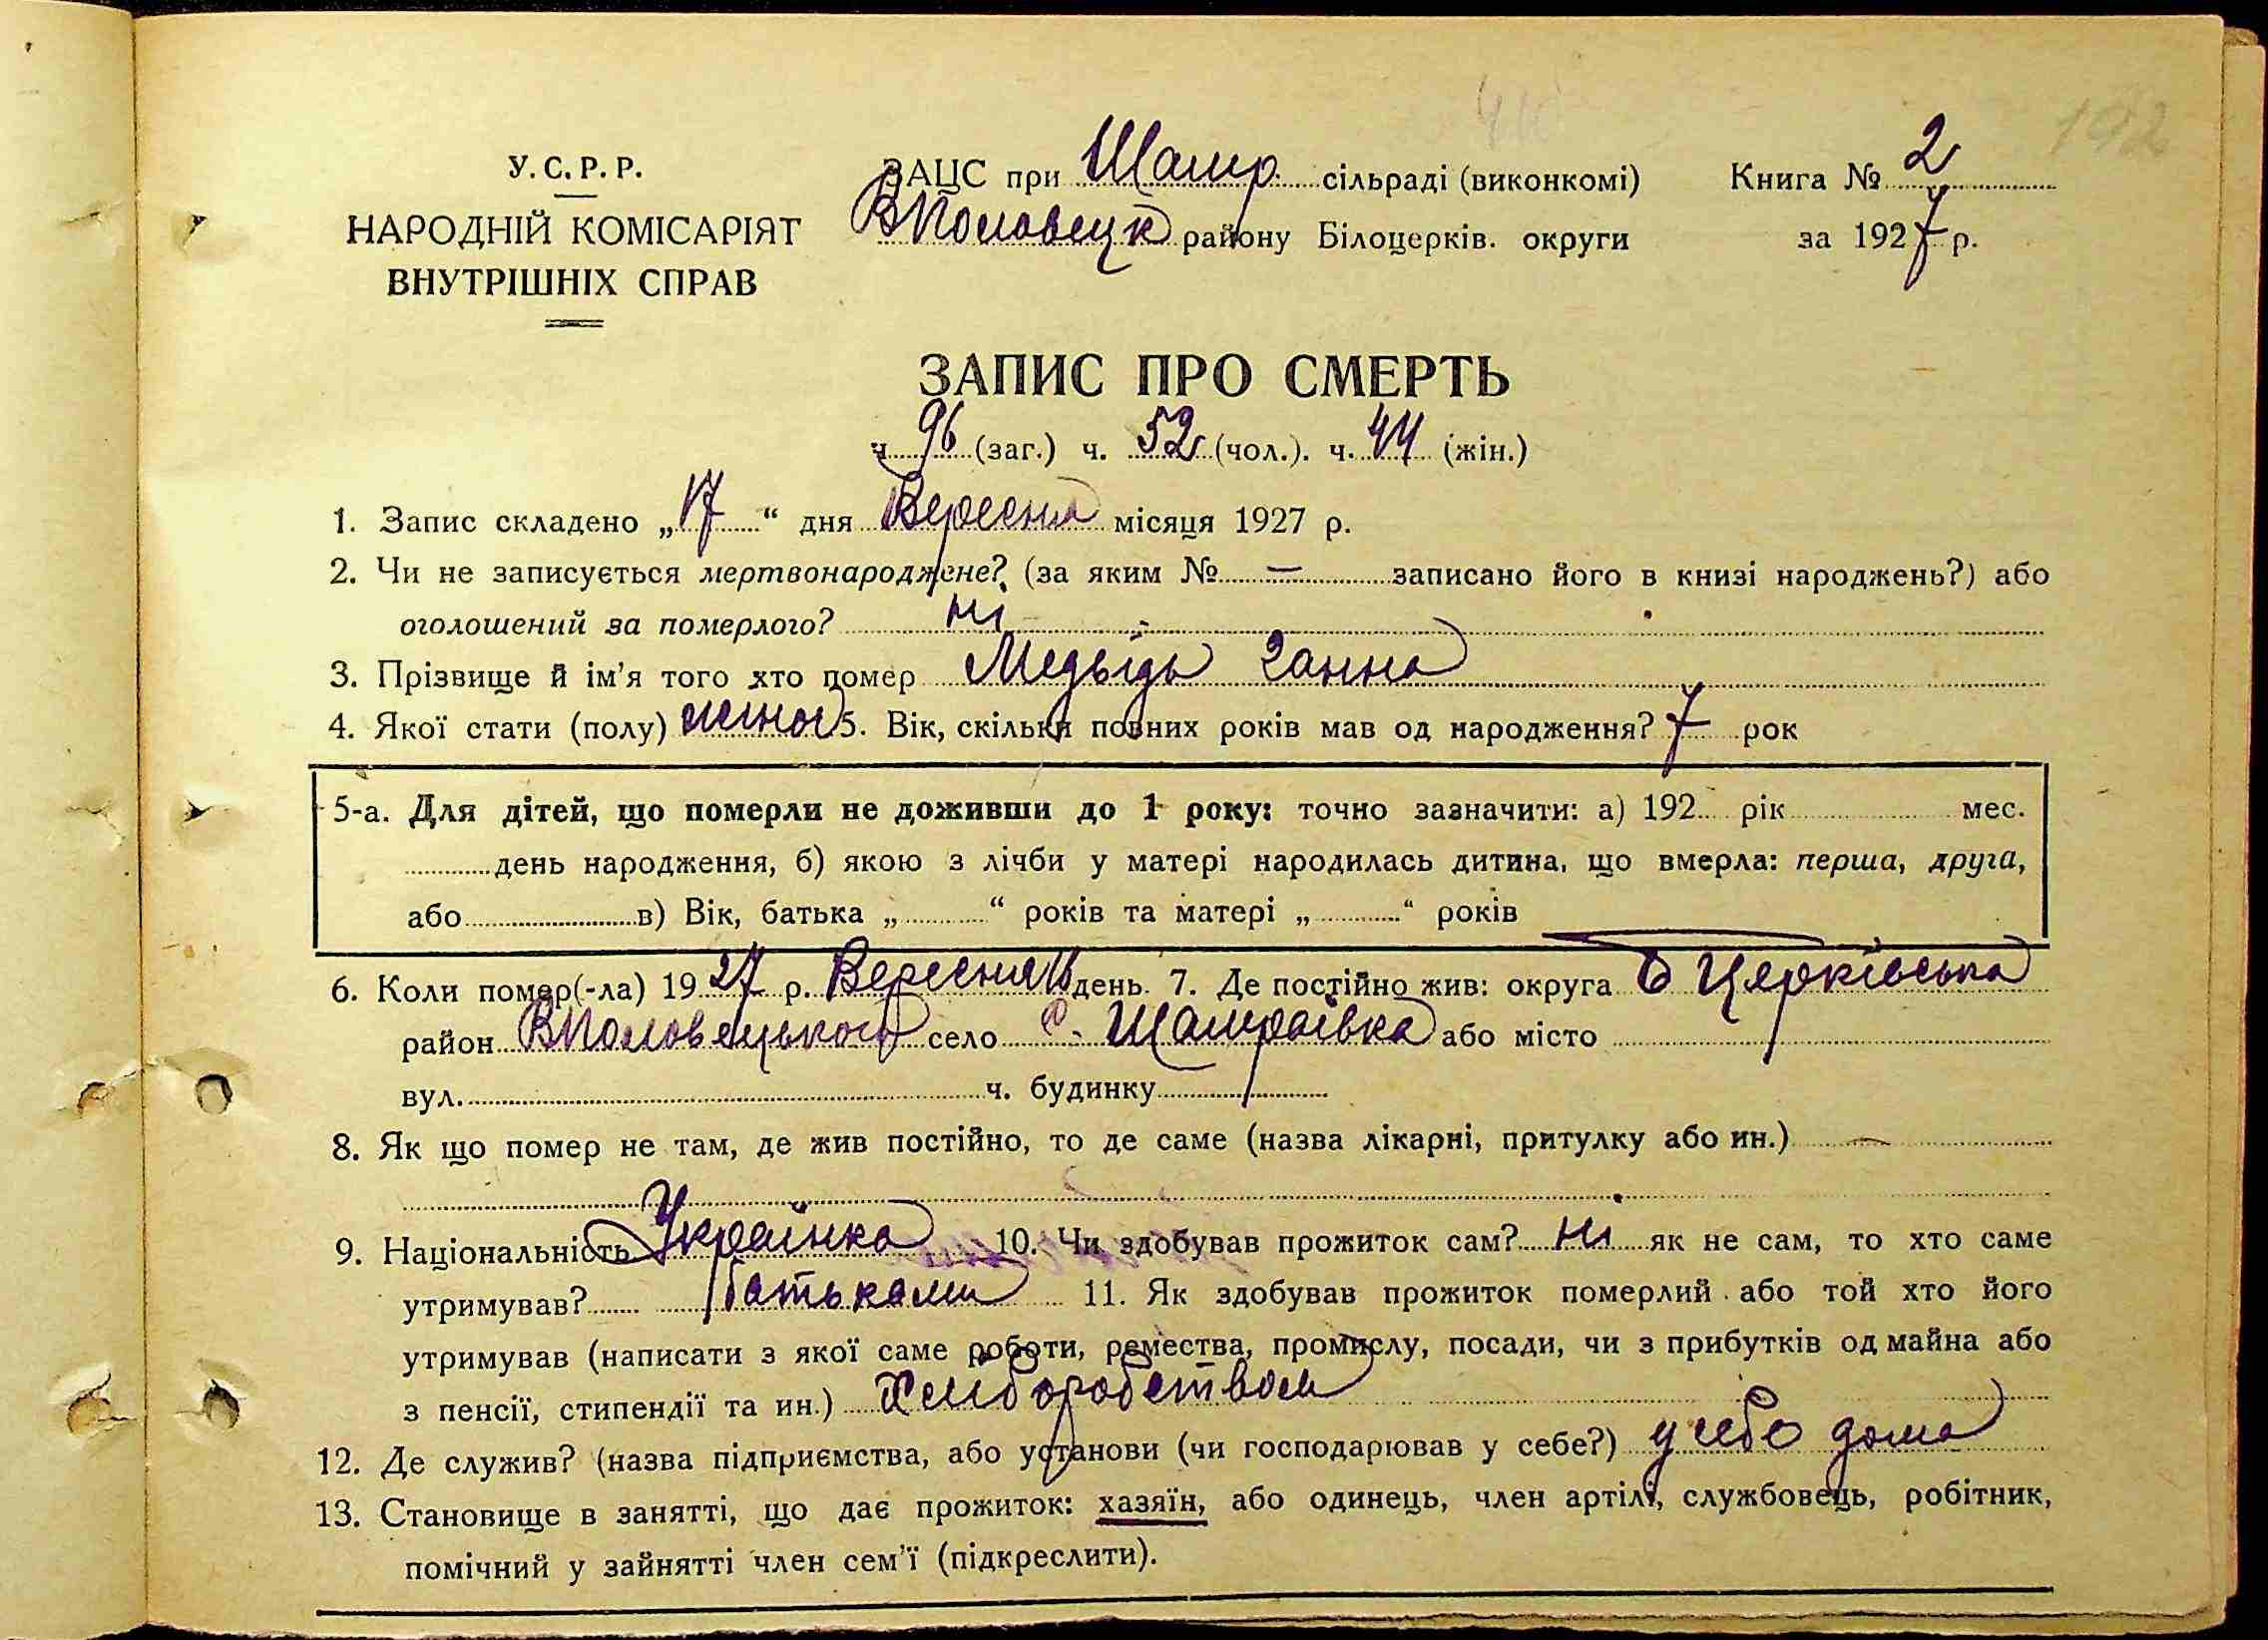 192
У. С. Р. Р.
НАРОДНІЙ КОМІСАРІЯТ
ВНУТРІШНІХ СПРАВ
ЗАЦС при Шамр. сільраді (виконкомі)
ВПоловецк району Білоцерків. округи
Книга № 2
за 1927 р.
ЗАПИС ПРО СМЕРТЬ
ч 96 (заг.) ч. 52 (чол.). ч. 44 (жін.)
1. Запис складено „17“ дня Вересня місяця 1927 р.
2. Чи не записується мертвонароджене? (за яким № — записано його в книзі народжень?) або
оголошений за померлого? ні
3. Прізвище й ім'я того хто помер Медьідь Ганна
4. Якої стати (полу) жіноч 5. Вік, скільки повних років мав од народження? 7 рок
5-а. Для дітей, що померли не доживши до 1 року: точно зазначити: а) 192 рік мес.
день народження, б) якою з лічби у матері народилась дитина, що вмерла: перша, друга,
або в) Вік, батька „ “ років та матері „ “ років
6. Коли помер(-ла) 1927 р. Вересня 16 день. 7. Де постійно жив: округа Б Церківська
район ВПоловецького село с. Шамраївка або місто
вул. ч. будинку
8. Як що помер не там, де жив постійно, то де саме (назва лікарні, притулку або ин.) —
9. Національність Українка 10. Чи здобував прожиток сам? ні як не сам, то хто саме
утримував? батьками 11. Як здобував прожиток померлий або той хто його
утримував (написати з якої саме роботи, ремества, промислу, посади, чи з прибутків од майна або
з пенсії, стипендії та ин.) Хліборобством
12. Де служив? (назва підприємства, або установи (чи господарював у себе?) у себе дома
13. Становище в занятті, що дає прожиток: хазяїн, або одинець, член артілі, службовець, робітник,
помічний у зайнятті член сем'ї (підкреслити).